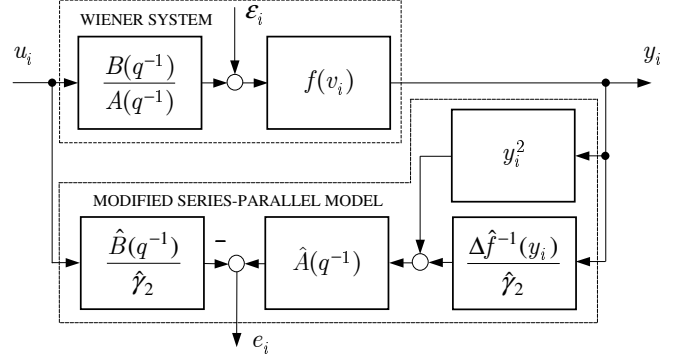 WIENER SYSTEM
ε_i
u_i
y_i
B(q^{-1})
A(q^{-1})
f(v_i)
y_i^2
MODIFIED SERIES-PARALLEL MODEL
B̂(q^{-1})
γ̂_2
-
Â(q^{-1})
Δf̂^{-1}(y_i)
γ̂_2
e_i